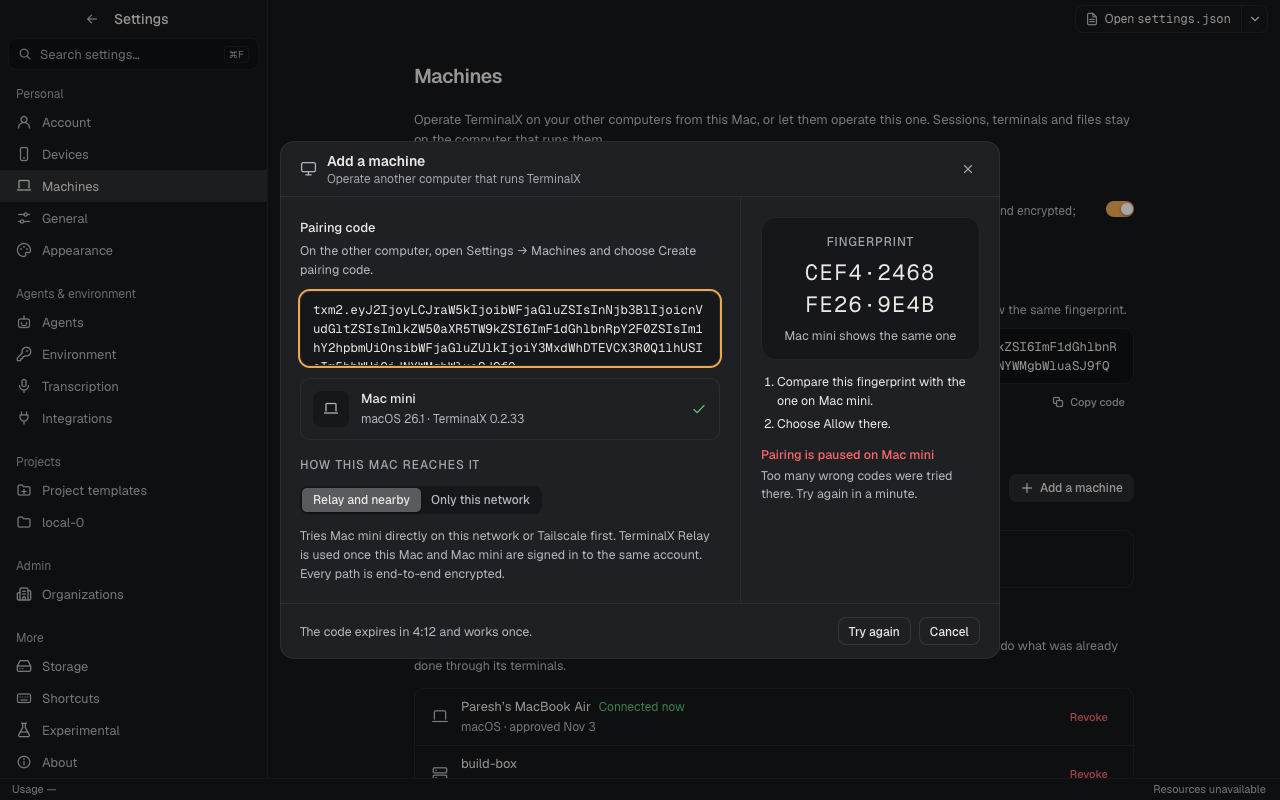 Settings
Open settings.json
Search settings...
⌘F
Personal
Account
Devices
Machines
General
Appearance
Agents & environment
Agents
Environment
Transcription
Integrations
Projects
Project templates
local-0
Admin
Organizations
More
Storage
Shortcuts
Experimental
About
Machines
Operate TerminalX on your other computers from this Mac, or let them operate this one. Sessions, terminals and files stay
on the computer that runs them.
nd encrypted;
the same fingerprint.
kZSI6ImF1dGhlbnR
NYWMgbWluaSJ9fQ
Copy code
Add a machine
Add a machine
Operate another computer that runs TerminalX
Pairing code
On the other computer, open Settings → Machines and choose Create
pairing code.
txm2.eyJ2IjoyLCJraW5kIjoibWFjaGluZSIsInNjb3BlIjoicnV
udGltZSIsImlkZW50aXR5TW9kZSI6ImF1dGhlbnRpY2F0ZSIsIm1
hY2hpbmUiOnsibWFjaGluZUlkIjoiY3MxdWhDTEVCX3R0Q1lhUSI
Mac mini
macOS 26.1 · TerminalX 0.2.33
HOW THIS MAC REACHES IT
Relay and nearby
Only this network
Tries Mac mini directly on this network or Tailscale first. TerminalX Relay
is used once this Mac and Mac mini are signed in to the same account.
Every path is end-to-end encrypted.
FINGERPRINT
CEF4·2468
FE26·9E4B
Mac mini shows the same one
1. Compare this fingerprint with the
one on Mac mini.
2. Choose Allow there.
Pairing is paused on Mac mini
Too many wrong codes were tried
there. Try again in a minute.
The code expires in 4:12 and works once.
Try again
Cancel
do what was already
done through its terminals.
Paresh's MacBook Air Connected now
macOS · approved Nov 3
Revoke
build-box
Revoke
Usage —
Resources unavailable